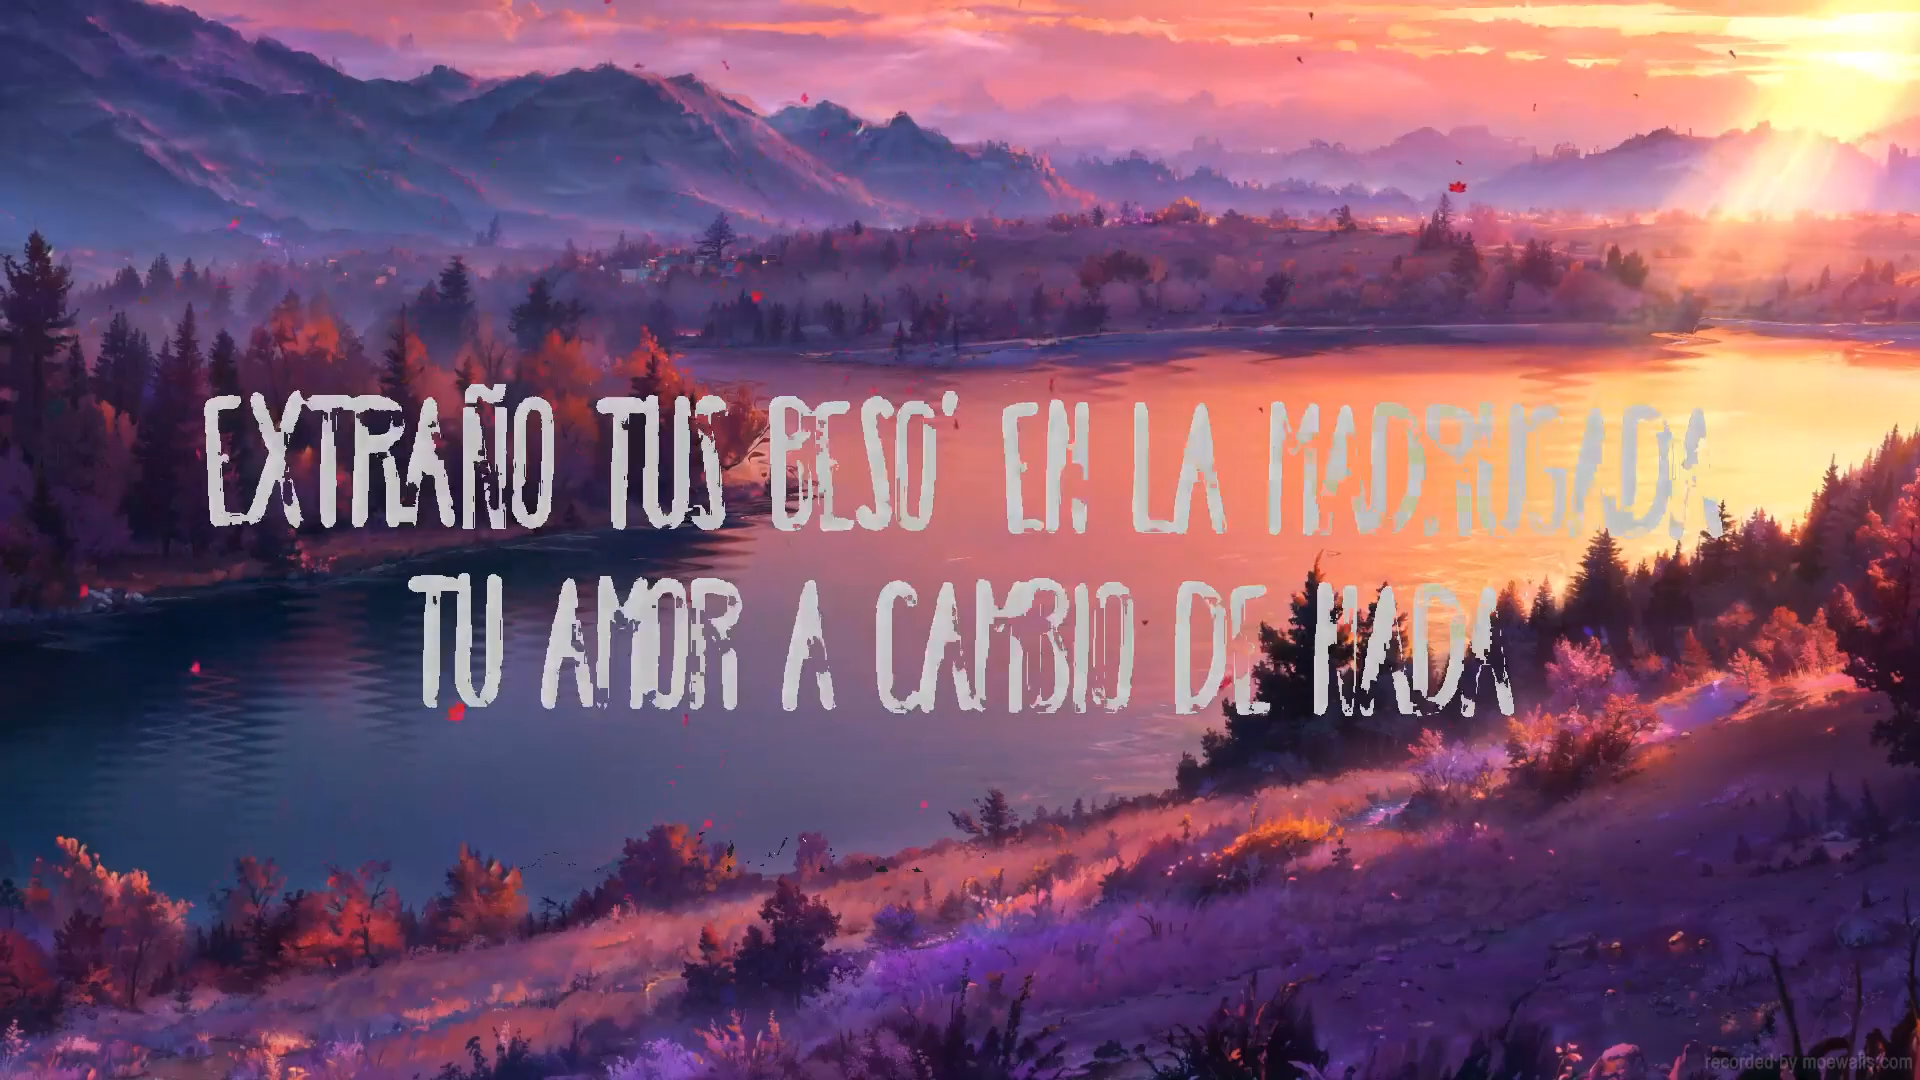 EXTRAÑO TUS BESO' EN LA MADRUGADA
TU AMOR A CAMBIO DE NADA
recorded by moewalls.com